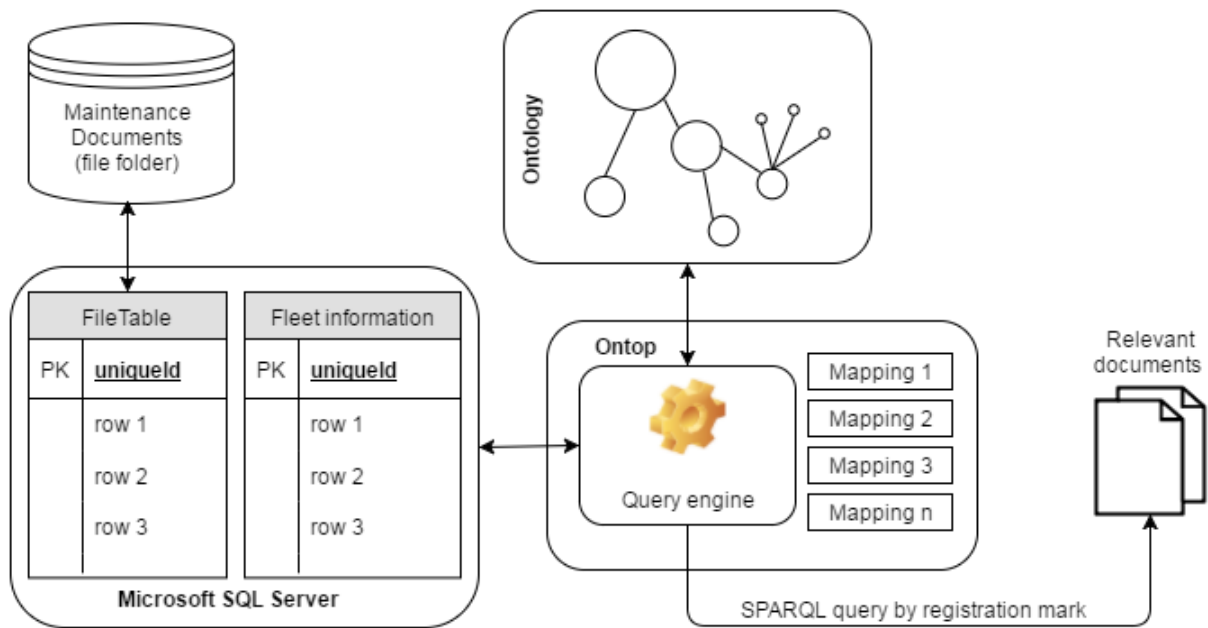 Maintenance
Documents
(file folder)
Ontology
FileTable
PK uniqueId
row 1
row 2
row 3
Fleet information
PK uniqueId
row 1
row 2
row 3
Microsoft SQL Server
Ontop
Query engine
Mapping 1
Mapping 2
Mapping 3
Mapping n
Relevant
documents
SPARQL query by registration mark